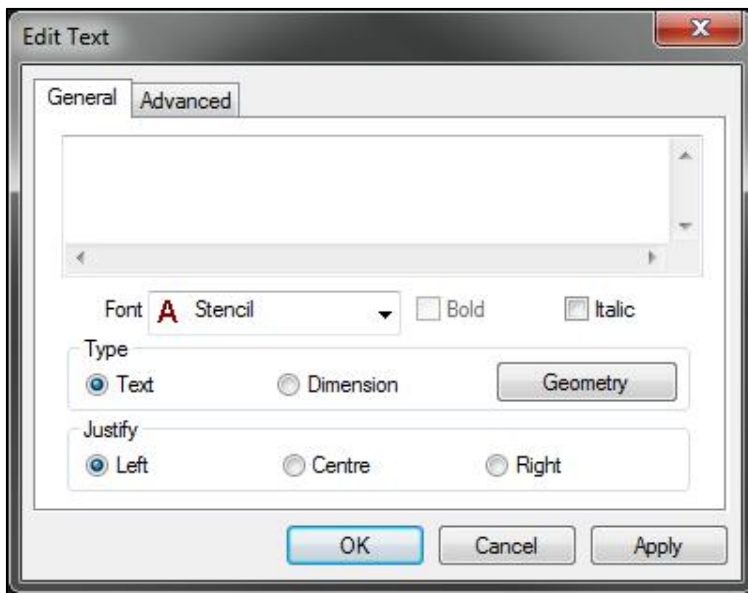 Edit Text
General Advanced
Font A Stencil Bold Italic
Type
Text Dimension Geometry
Justify
Left Centre Right
OK Cancel Apply